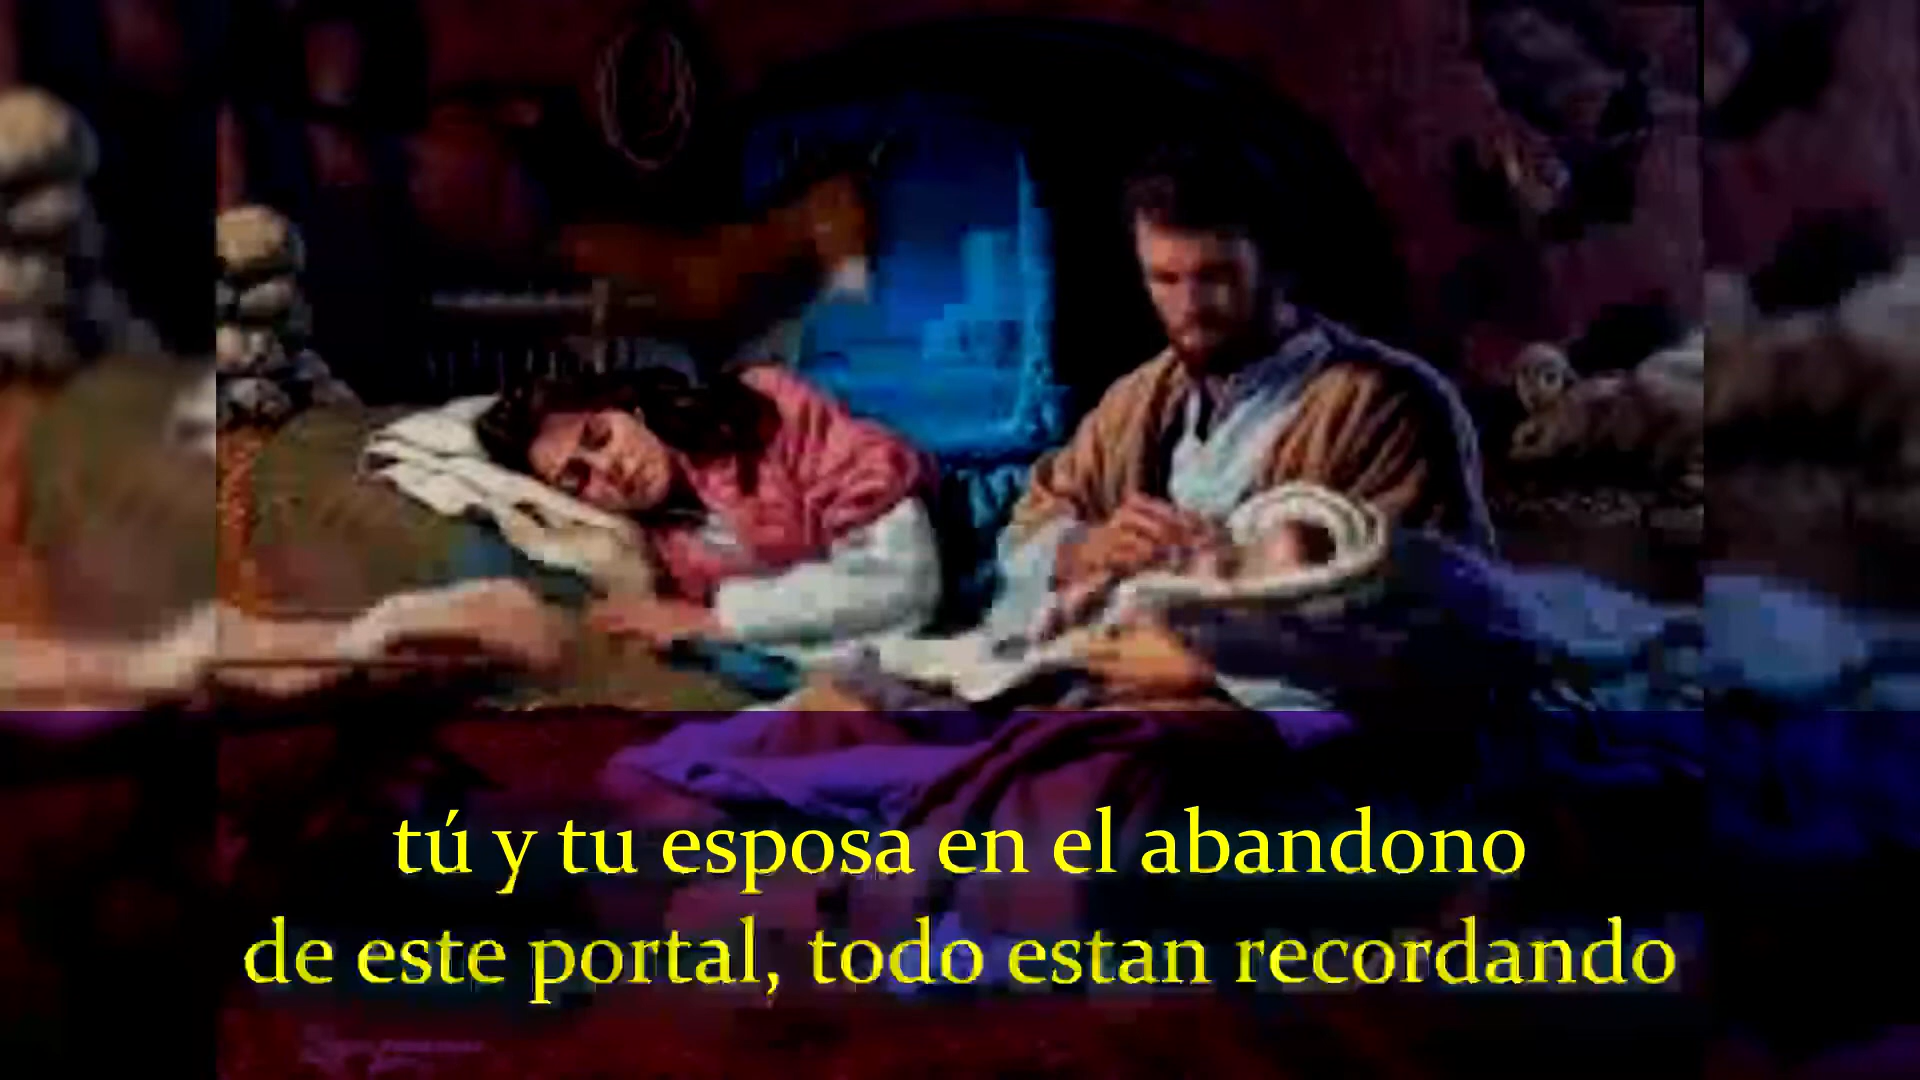 tú y tu esposa en el abandono
de este portal, todo estan recordando